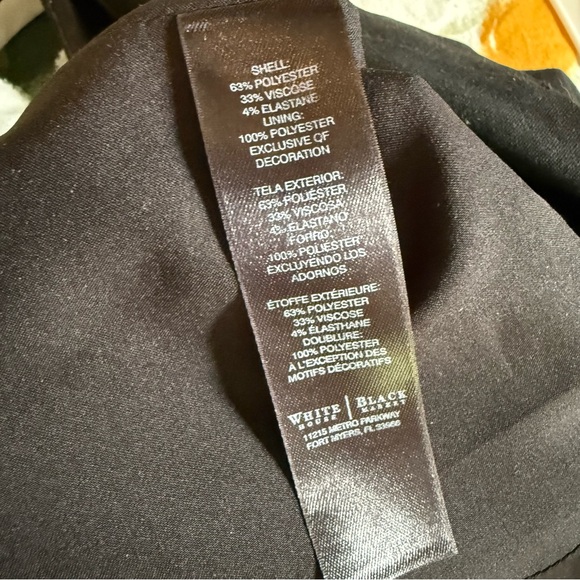 SHELL:
63% POLYESTER
33% VISCOSE
4% ELASTANE
LINING:
100% POLYESTER
EXCLUSIVE OF
DECORATION
TELA EXTERIOR:
63% POLIÉSTER
33% VISCOSA
4% ELASTANO
FORRO:
100% POLIÉSTER
EXCLUYENDO LOS
ADORNOS
ÉTOFFE EXTÉRIEURE:
63% POLYESTER
33% VISCOSE
4% ÉLASTHANE
DOUBLURE:
100% POLYESTER
A L'EXCEPTION DES
MOTIFS DÉCORATIFS
WHITE HOUSE | BLACK MARKET
11215 METRO PARKWAY
FORT MYERS, FL 33966